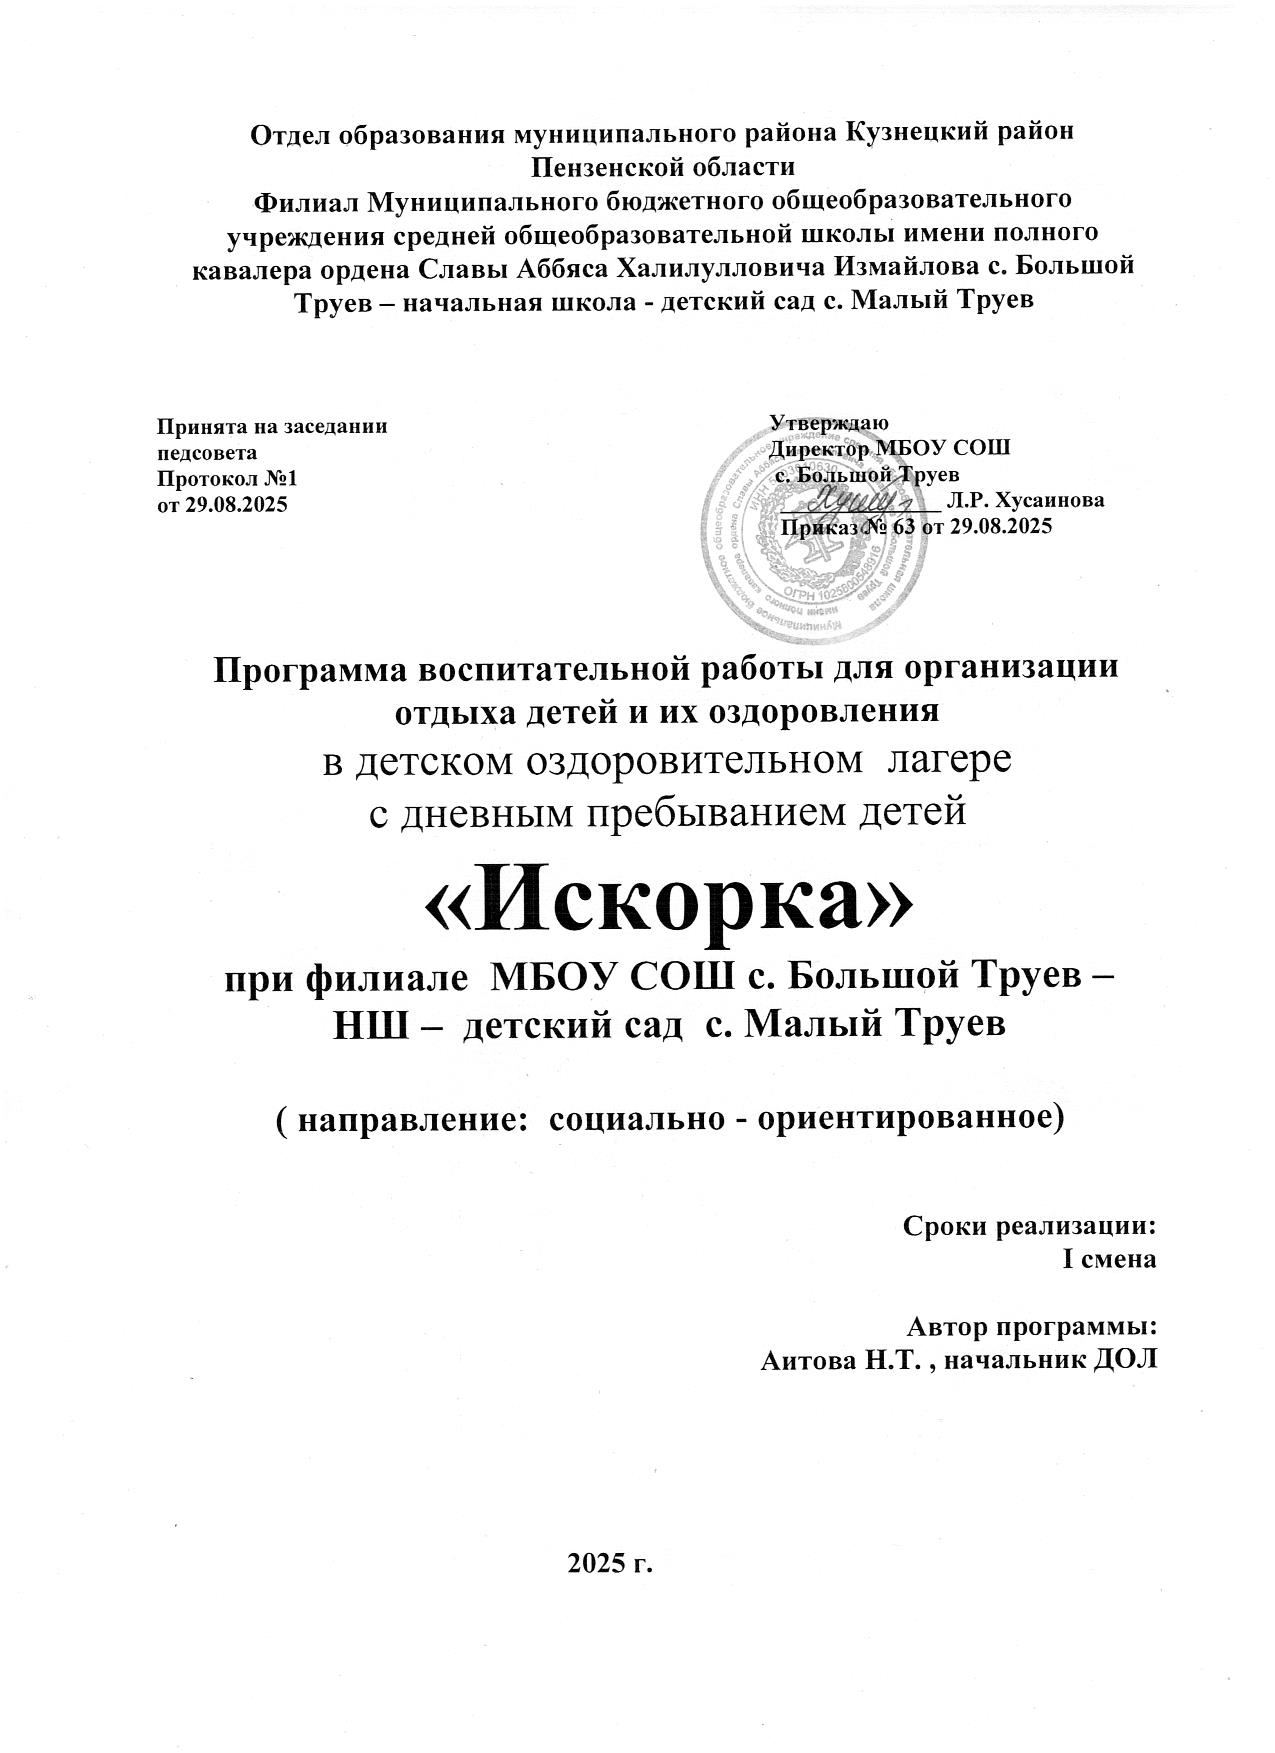 Отдел образования муниципального района Кузнецкий район
Пензенской области
Филиал Муниципального бюджетного общеобразовательного
учреждения средней общеобразовательной школы имени полного
кавалера ордена Славы Аббяса Халилулловича Измайлова с. Большой
Труев – начальная школа - детский сад с. Малый Труев
Принята на заседании
педсовета
Протокол №1
от 29.08.2025
Утверждаю
Директор МБОУ СОШ
с. Большой Труев
Л.Р. Хусаинова
Приказ № 63 от 29.08.2025
ОГРН 1025800548916
Программа воспитательной работы для организации
отдыха детей и их оздоровления
в детском оздоровительном лагере
с дневным пребыванием детей
«Искорка»
при филиале МБОУ СОШ с. Большой Труев –
НШ – детский сад с. Малый Труев
( направление: социально - ориентированное)
Сроки реализации:
I смена
Автор программы:
Аитова Н.Т. , начальник ДОЛ
2025 г.